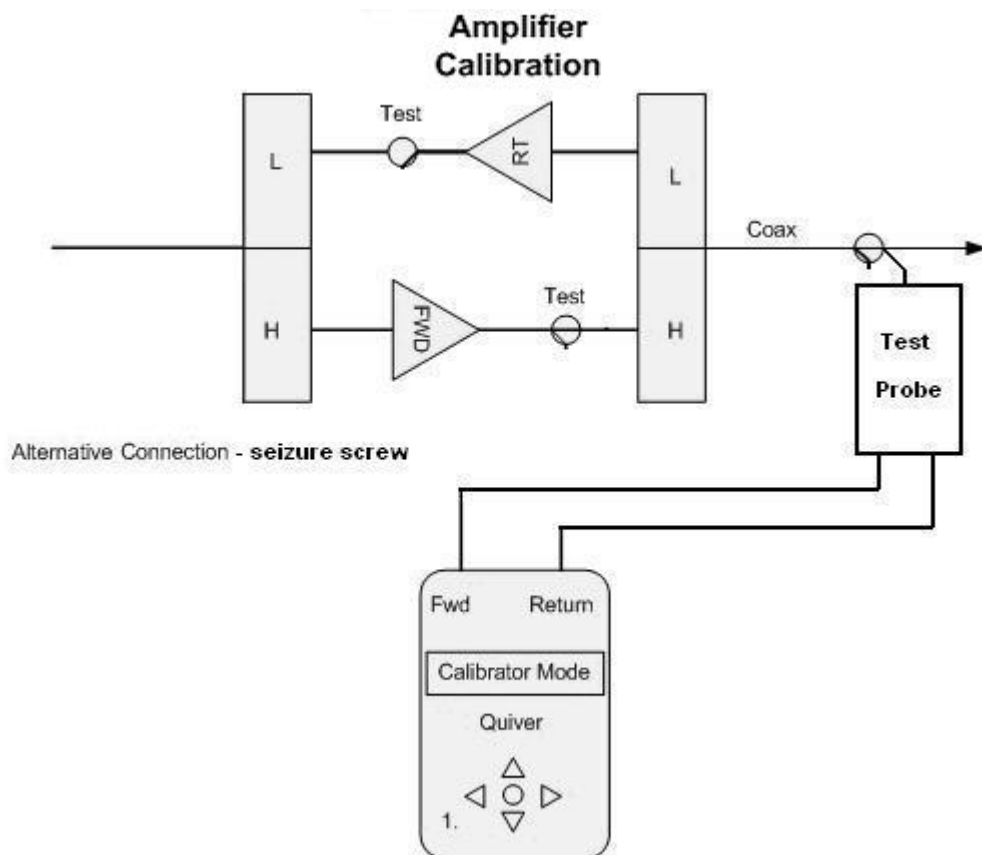 Amplifier
Calibration
Test
RT
L
L
Coax
Test
FWD
H
H
Test
Probe
Alternative Connection - seizure screw
Fwd Return
Calibrator Mode
Quiver
1.